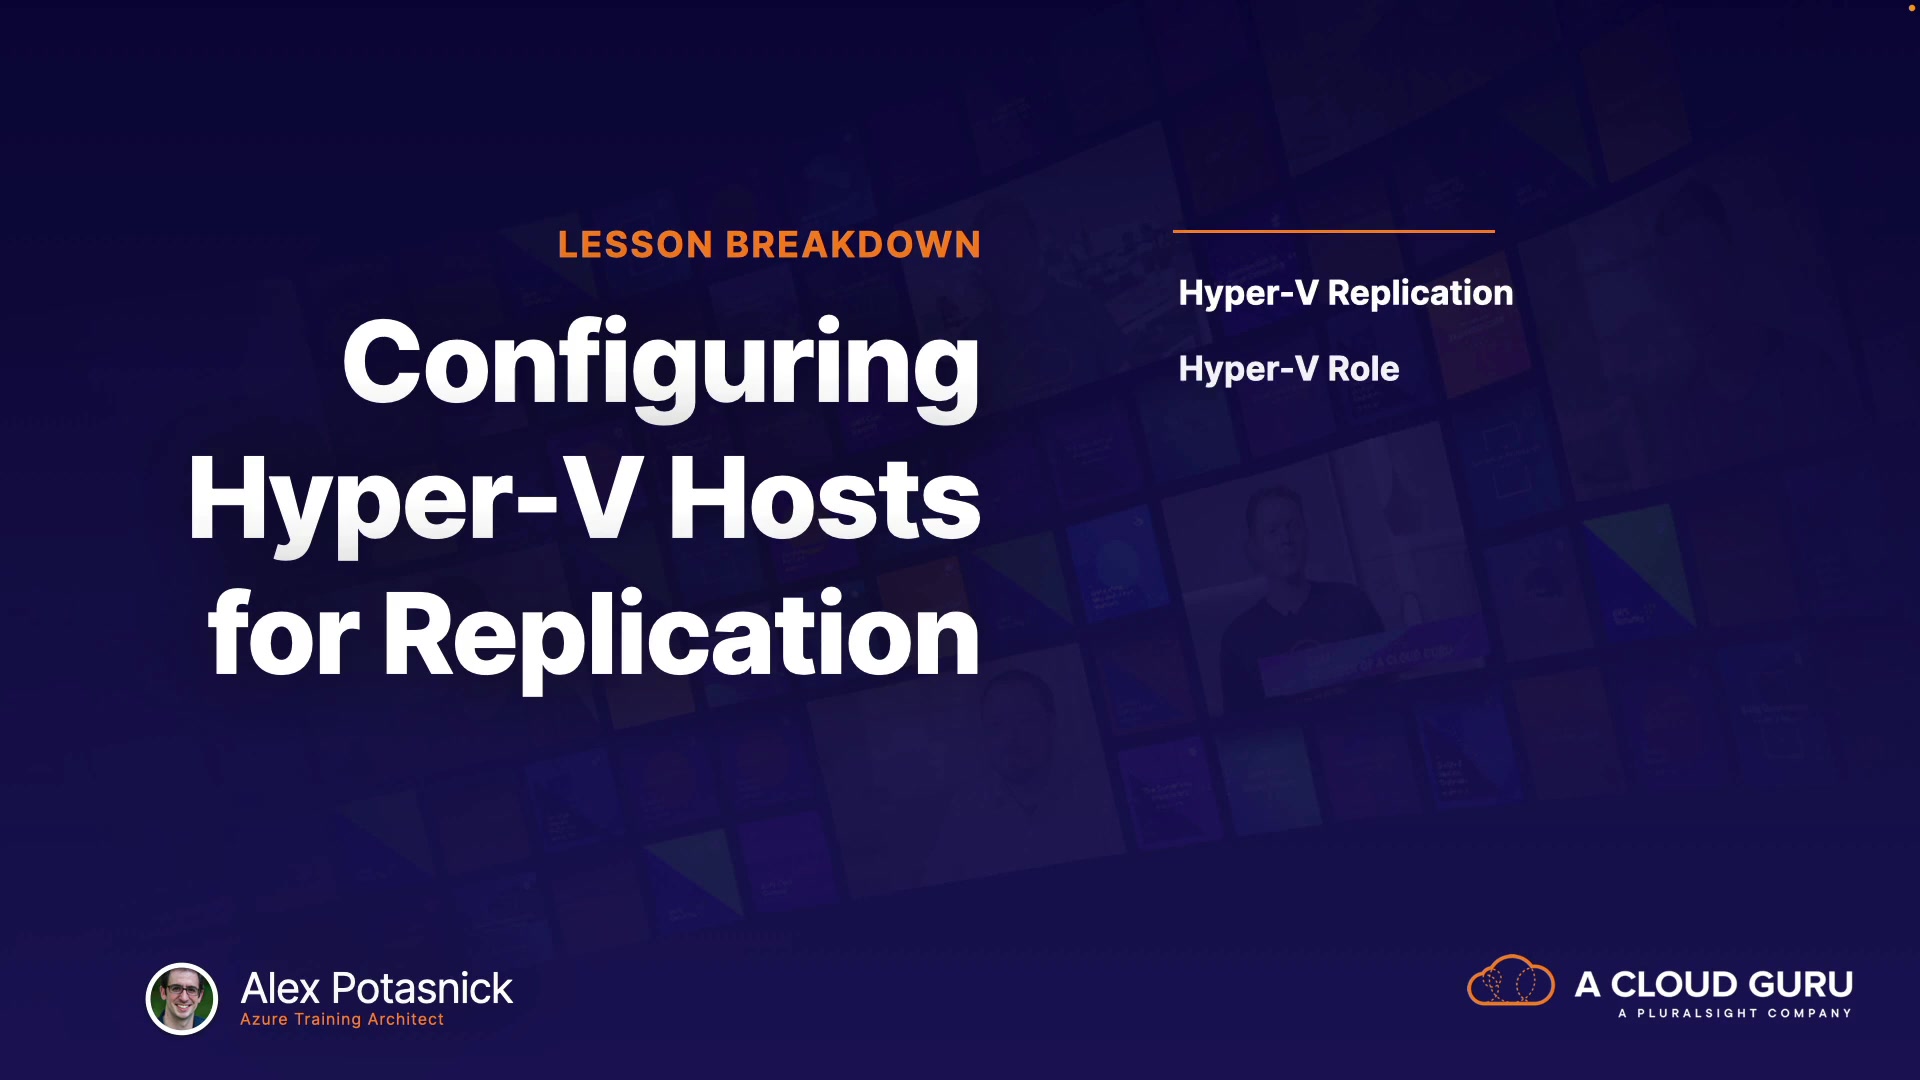 LESSON BREAKDOWN
Configuring
Hyper-V Hosts
for Replication
Hyper-V Replication
Hyper-V Role
Alex Potasnick
Azure Training Architect
A CLOUD GURU
A PLURALSIGHT COMPANY